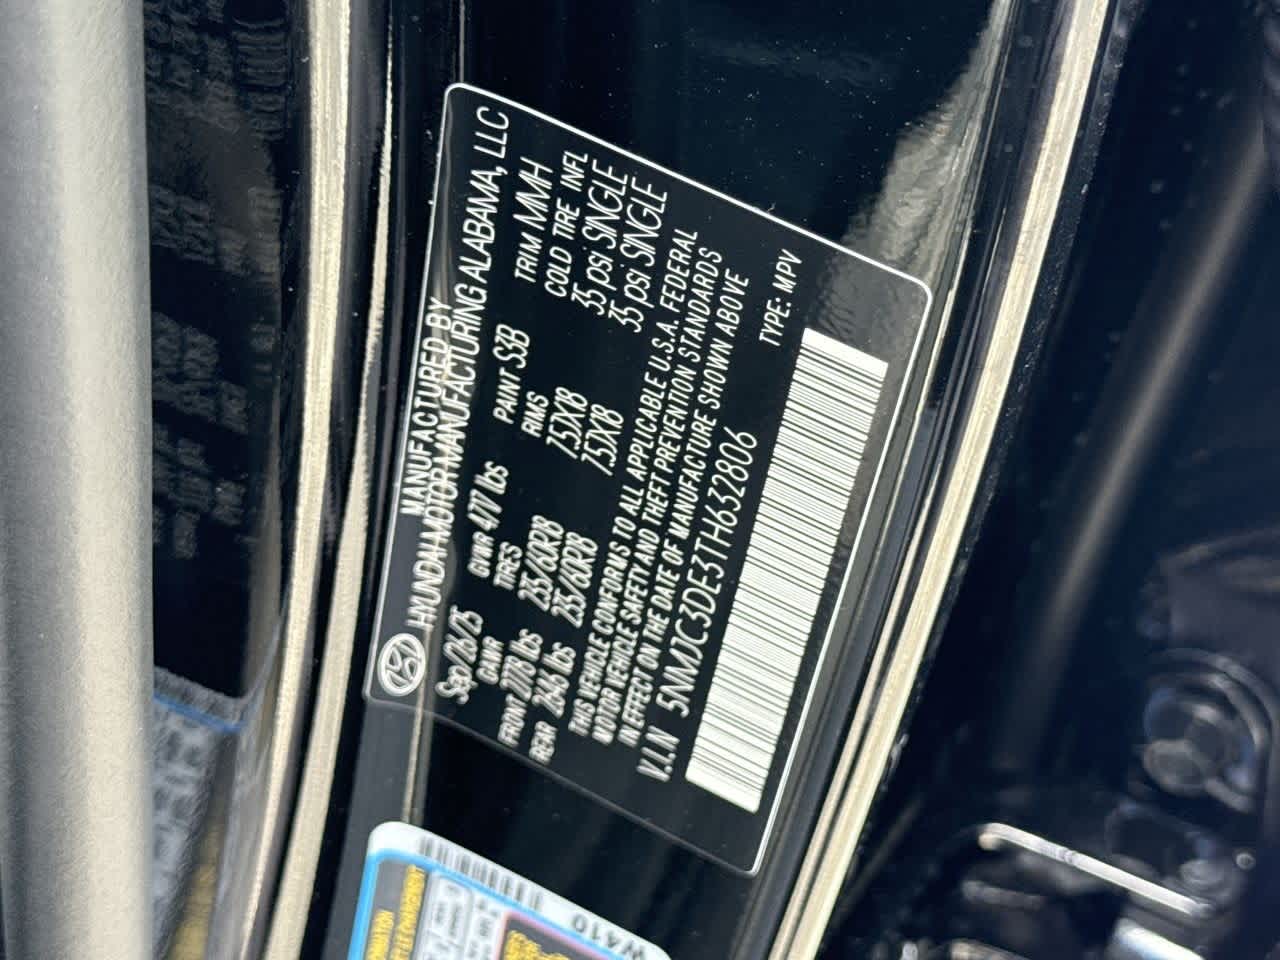 MANUFACTURED BY
HYUNDAI MOTOR MANUFACTURING ALABAMA, LLC
Sep/26/25 GVWR 4717 lbs PAINT S3B TRIM MMH
GAWR TIRES RIMS COLD TIRE INFL
FRONT 2778 lbs 235/60R18 7.5JX18 35 psi SINGLE
REAR 2646 lbs 235/60R18 7.5JX18 35 psi SINGLE
THIS VEHICLE CONFORMS TO ALL APPLICABLE U.S.A. FEDERAL
MOTOR VEHICLE SAFETY AND THEFT PREVENTION STANDARDS
IN EFFECT ON THE DATE OF MANUFACTURE SHOWN ABOVE
V.I.N 5NMJC3DE3TH632806 TYPE: MPV
W410